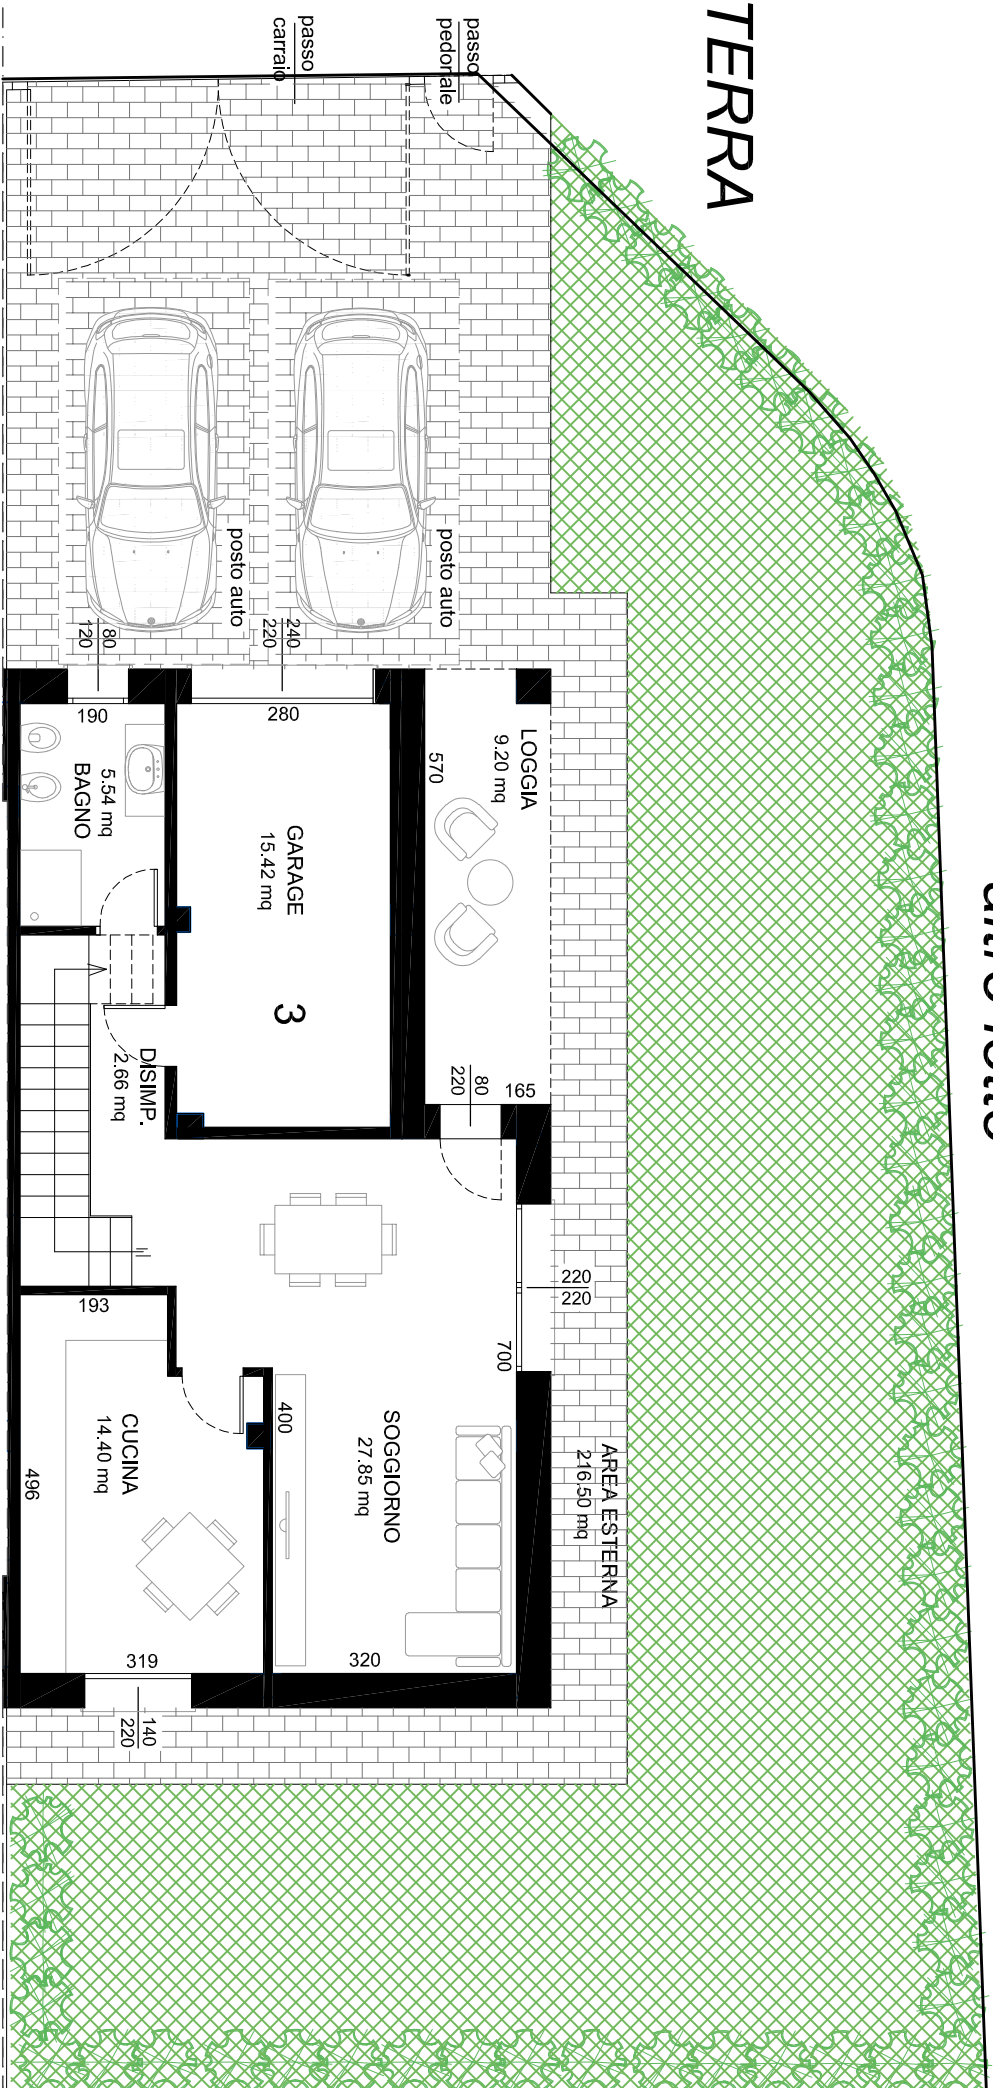 TERRA
passo
pedonale
passo
carraio
posto auto
posto auto
240
220
80
120
190
280
570
LOGGIA
9.20 mq
5.54 mq
BAGNO
GARAGE
15.42 mq
3
DISIMP.
2.66 mq
80
220
165
220
220
700
193
400
SOGGIORNO
27.85 mq
CUCINA
14.40 mq
496
AREA ESTERNA
216.50 mq
319
320
140
220